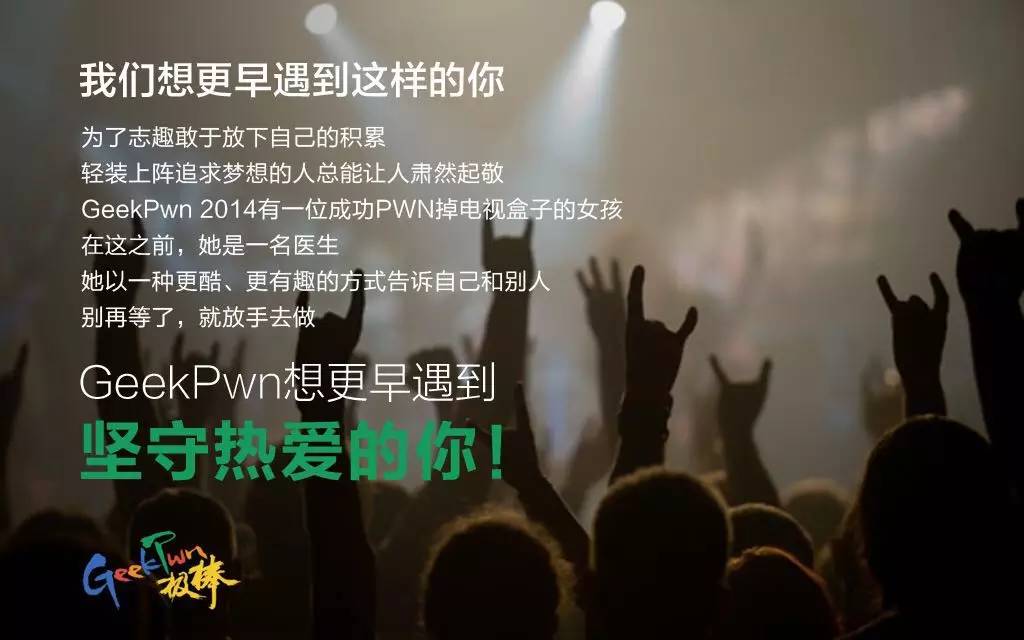 我们想更早遇到这样的你
为了志趣敢于放下自己的积累
轻装上阵追求梦想的人总能让人肃然起敬
GeekPwn 2014有一位成功PWN掉电视盒子的女孩
在这之前，她是一名医生
她以一种更酷、更有趣的方式告诉自己和别人
别再等了，就放手去做
GeekPwn想更早遇到
坚守热爱的你！
GeekPwn
极棒